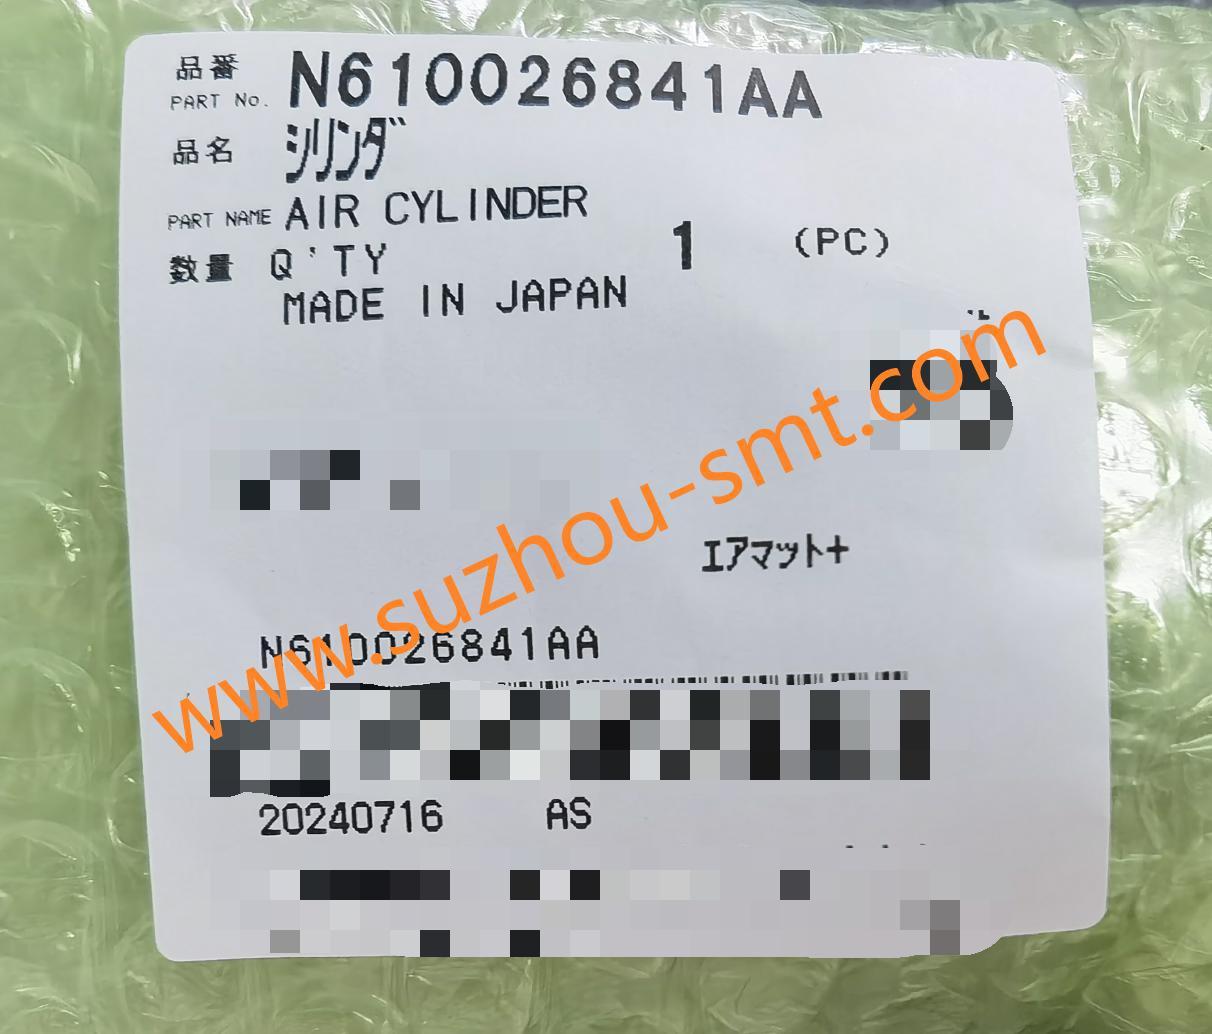 品番
PART No. N610026841AA
品名 シリンダ
PART NAME AIR CYLINDER
数量 Q'TY 1 (PC)
MADE IN JAPAN
エアマット+
www.suzhou-smt.com
N610026841AA
20240716 AS